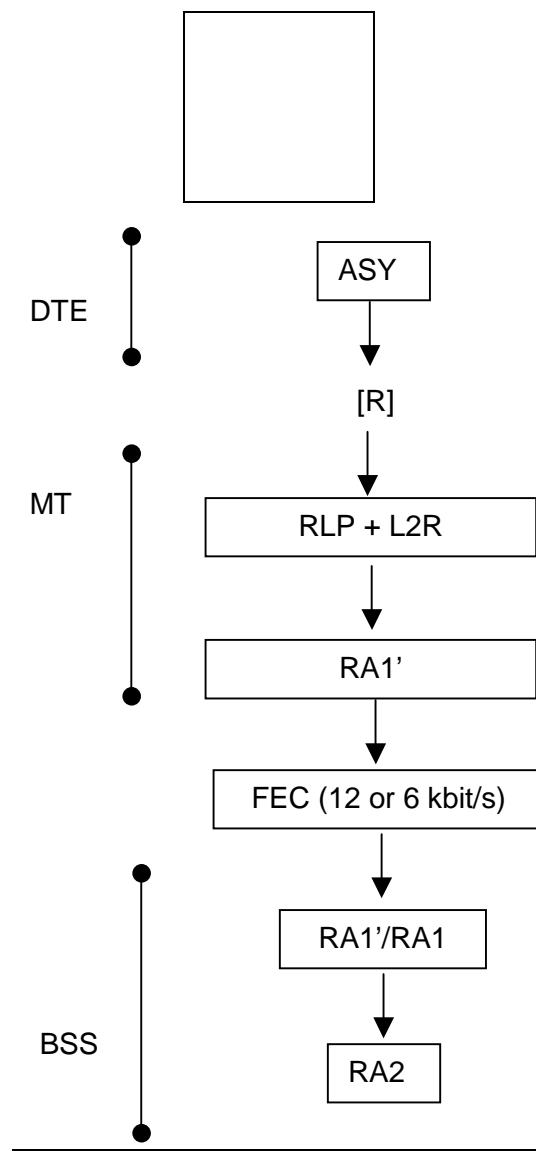 ASY
DTE
[R]
MT
RLP + L2R
RA1’
FEC (12 or 6 kbit/s)
RA1’/RA1
BSS
RA2